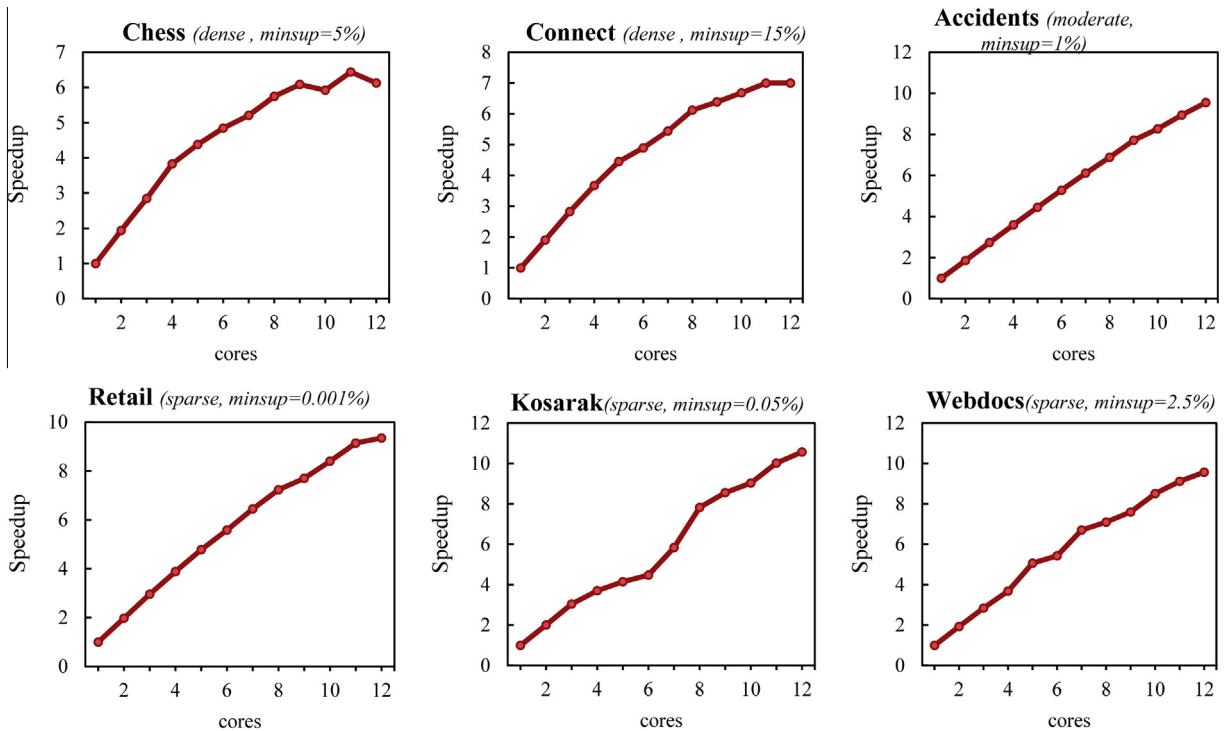 Chess (dense , minsup=5%)
7
6
5
4
3
2
1
0
Speedup
2 4 6 8 10 12
cores
Connect (dense , minsup=15%)
8
7
6
5
4
3
2
1
0
Speedup
2 4 6 8 10 12
cores
Accidents (moderate,
minsup=1%)
12
10
8
6
4
2
0
Speedup
2 4 6 8 10 12
cores
Retail (sparse, minsup=0.001%)
10
8
6
4
2
0
Speedup
2 4 6 8 10 12
cores
Kosarak(sparse, minsup=0.05%)
12
10
8
6
4
2
0
Speedup
2 4 6 8 10 12
cores
Webdocs(sparse, minsup=2.5%)
12
10
8
6
4
2
0
Speedup
2 4 6 8 10 12
cores